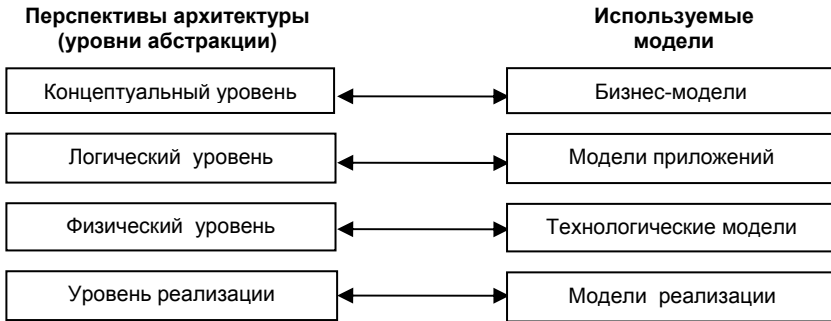 Перспективы архитектуры
(уровни абстракции)
Используемые
модели
Концептуальный уровень
Бизнес-модели
Логический уровень
Модели приложений
Физический уровень
Технологические модели
Уровень реализации
Модели реализации